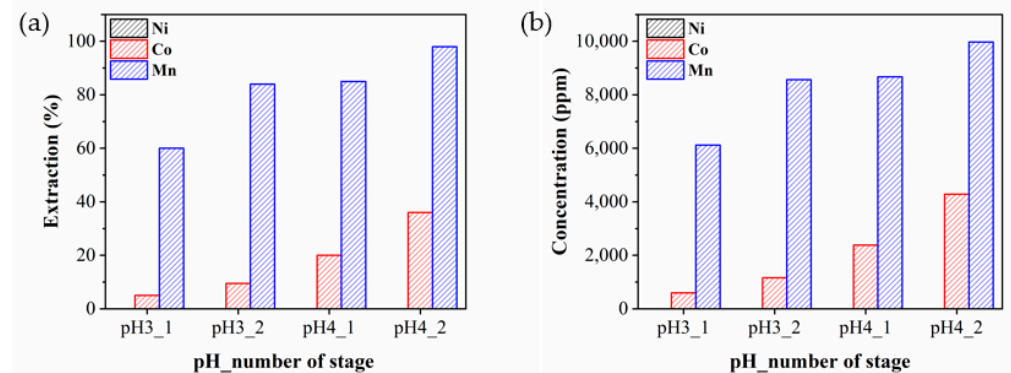 (a)
Extraction (%)
100
80
60
40
20
0
Ni
Co
Mn
pH3_1 pH3_2 pH4_1 pH4_2
pH_number of stage
(b)
Concentration (ppm)
10,000
8,000
6,000
4,000
2,000
0
Ni
Co
Mn
pH3_1 pH3_2 pH4_1 pH4_2
pH_number of stage